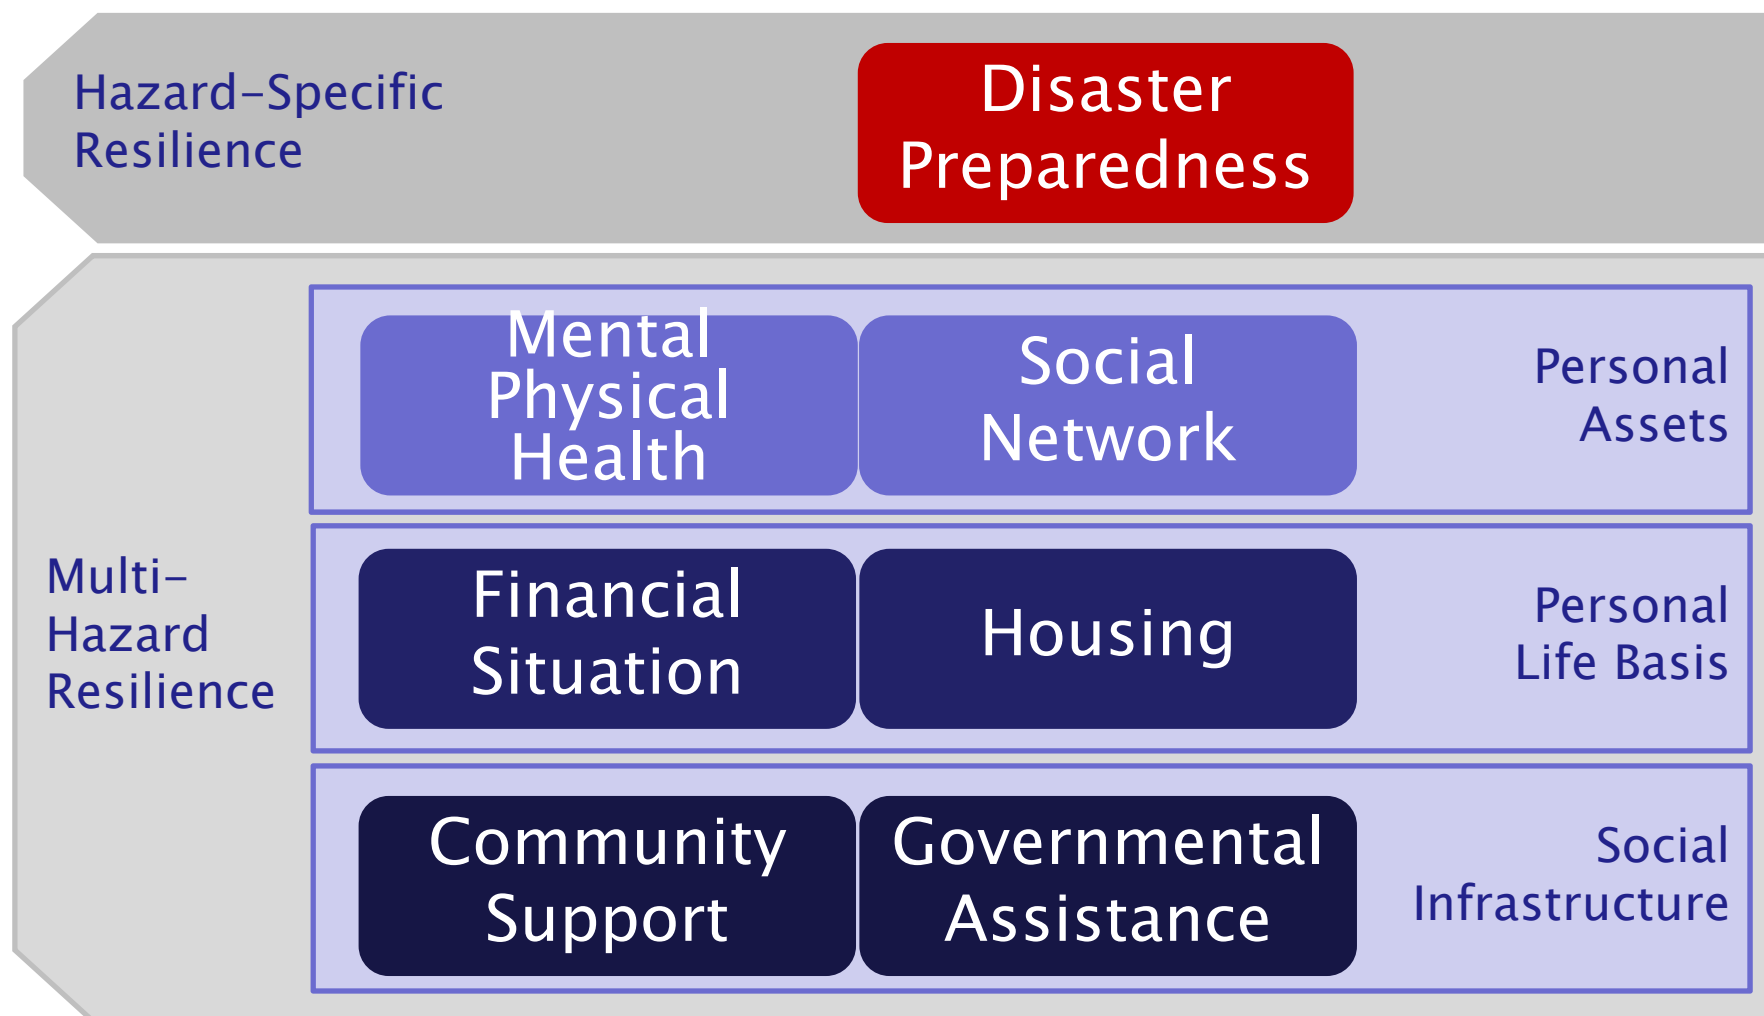 Hazard–Specific
Resilience
Disaster
Preparedness
Mental
Physical
Health
Social
Network
Personal
Assets
Multi–
Hazard
Resilience
Financial
Situation
Housing
Personal
Life Basis
Community
Support
Governmental
Assistance
Social
Infrastructure